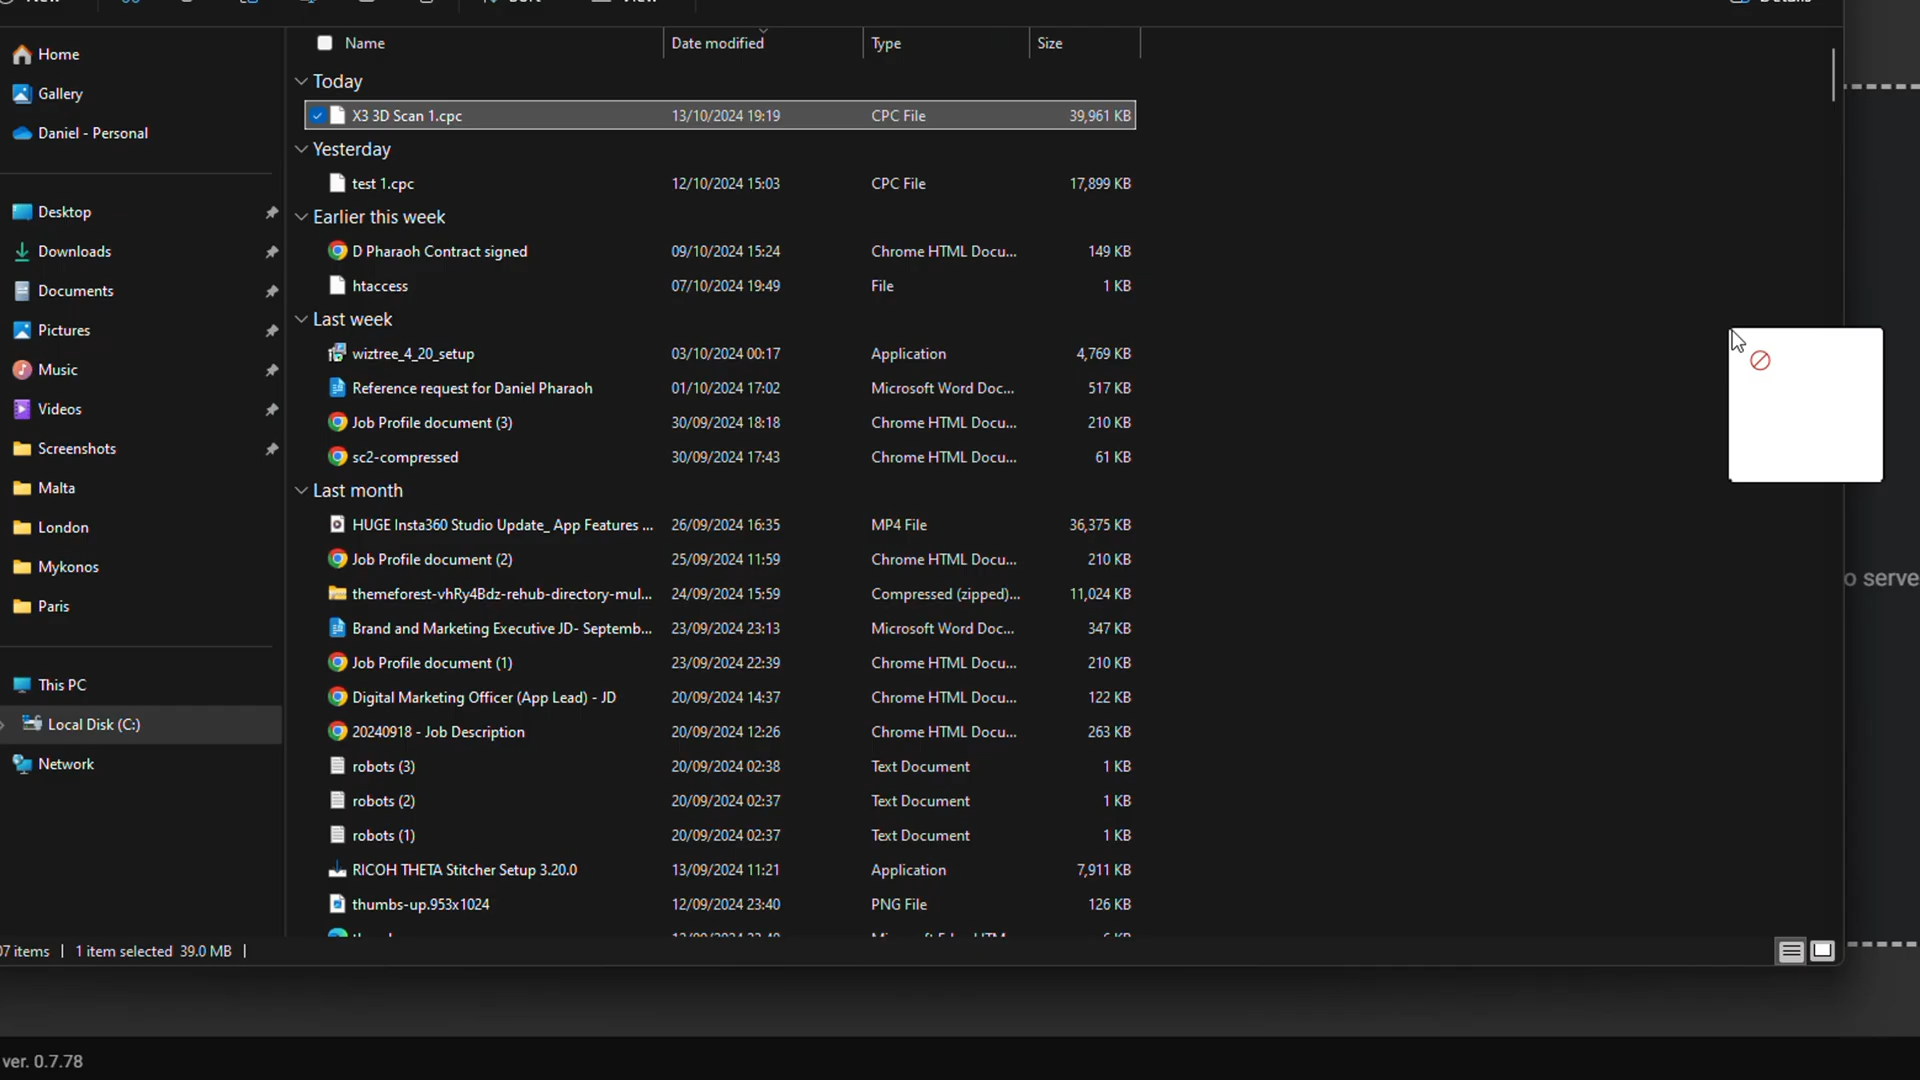 Name Date modified Type Size
Home
Gallery
Daniel - Personal
Desktop
Downloads
Documents
Pictures
Music
Videos
Screenshots
Malta
London
Mykonos
Paris
This PC
Local Disk (C:)
Network
Today
X3 3D Scan 1.cpc 13/10/2024 19:19 CPC File 39,961 KB
Yesterday
test 1.cpc 12/10/2024 15:03 CPC File 17,899 KB
Earlier this week
D Pharaoh Contract signed 09/10/2024 15:24 Chrome HTML Docu... 149 KB
htaccess 07/10/2024 19:49 File 1 KB
Last week
wiztree_4_20_setup 03/10/2024 00:17 Application 4,769 KB
Reference request for Daniel Pharaoh 01/10/2024 17:02 Microsoft Word Doc... 517 KB
Job Profile document (3) 30/09/2024 18:18 Chrome HTML Docu... 210 KB
sc2-compressed 30/09/2024 17:43 Chrome HTML Docu... 61 KB
Last month
HUGE Insta360 Studio Update_ App Features ... 26/09/2024 16:35 MP4 File 36,375 KB
Job Profile document (2) 25/09/2024 11:59 Chrome HTML Docu... 210 KB
themeforest-vhRy4Bdz-rehub-directory-mul... 24/09/2024 15:59 Compressed (zipped)... 11,024 KB
Brand and Marketing Executive JD- Septemb... 23/09/2024 23:13 Microsoft Word Doc... 347 KB
Job Profile document (1) 23/09/2024 22:39 Chrome HTML Docu... 210 KB
Digital Marketing Officer (App Lead) - JD 20/09/2024 14:37 Chrome HTML Docu... 122 KB
20240918 - Job Description 20/09/2024 12:26 Chrome HTML Docu... 263 KB
robots (3) 20/09/2024 02:38 Text Document 1 KB
robots (2) 20/09/2024 02:37 Text Document 1 KB
robots (1) 20/09/2024 02:37 Text Document 1 KB
RICOH THETA Stitcher Setup 3.20.0 13/09/2024 11:21 Application 7,911 KB
thumbs-up.953x1024 12/09/2024 23:40 PNG File 126 KB
o serve
07 items | 1 item selected 39.0 MB |
ver. 0.7.78